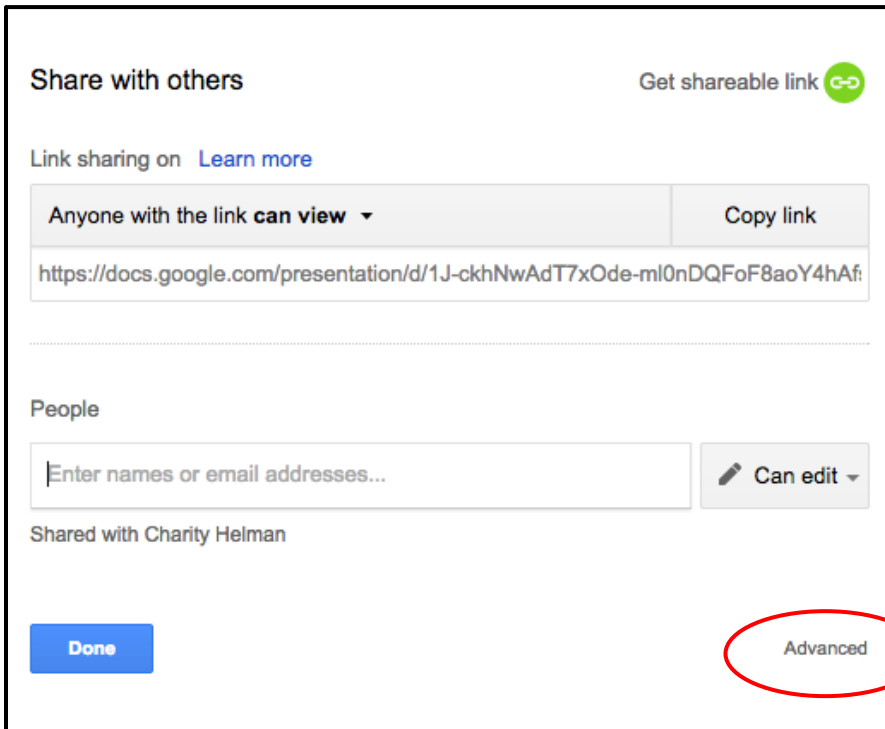 Share with others
Get shareable link
Link sharing on Learn more
Anyone with the link can view
Copy link
https://docs.google.com/presentation/d/1J-ckhNwAdT7xOde-ml0nDQFoF8aoY4hAf
People
Enter names or email addresses...
Can edit
Shared with Charity Helman
Done
Advanced